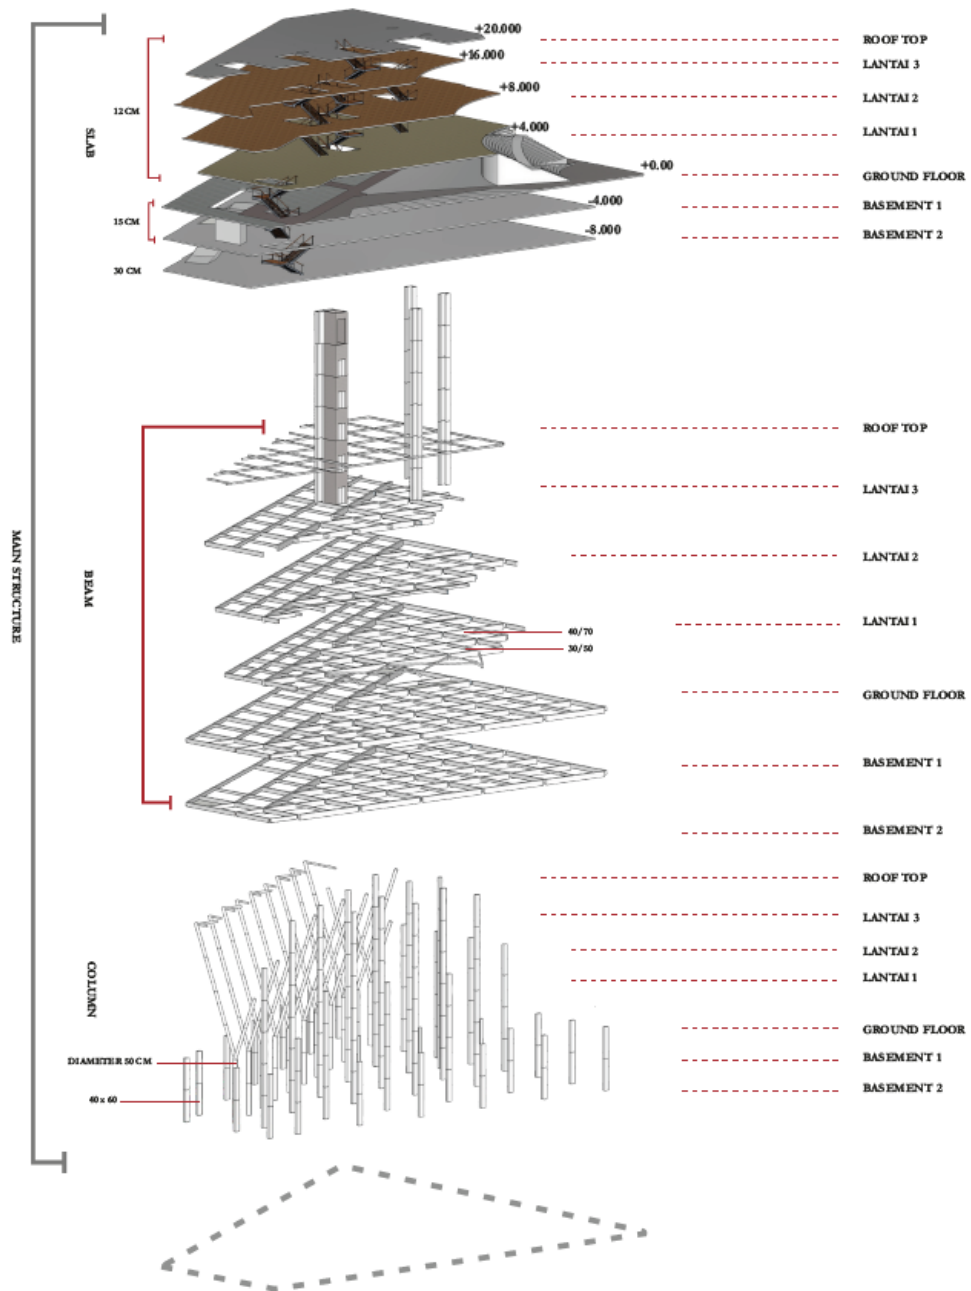 +20.000
ROOF TOP
+16.000
LANTAI 3
+8.000
LANTAI 2
12 CM
+4.000
LANTAI 1
SLAB
+0.00
GROUND FLOOR
-4.000
BASEMENT 1
15 CM
-8.000
BASEMENT 2
30 CM
ROOF TOP
LANTAI 3
MAIN STRUCTURE
BEAM
LANTAI 2
40/70
LANTAI 1
30/50
GROUND FLOOR
BASEMENT 1
BASEMENT 2
ROOF TOP
LANTAI 3
LANTAI 2
COLUMN
LANTAI 1
GROUND FLOOR
DIAMETER 50 CM
BASEMENT 1
40 x 60
BASEMENT 2